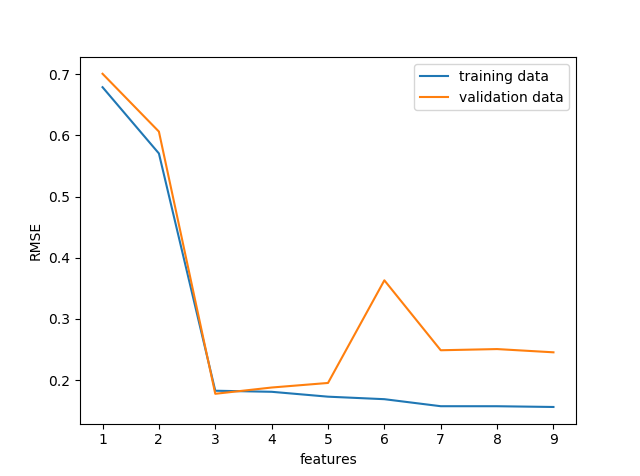 training data
validation data
RMSE
0.7
0.6
0.5
0.4
0.3
0.2
1 2 3 4 5 6 7 8 9
features